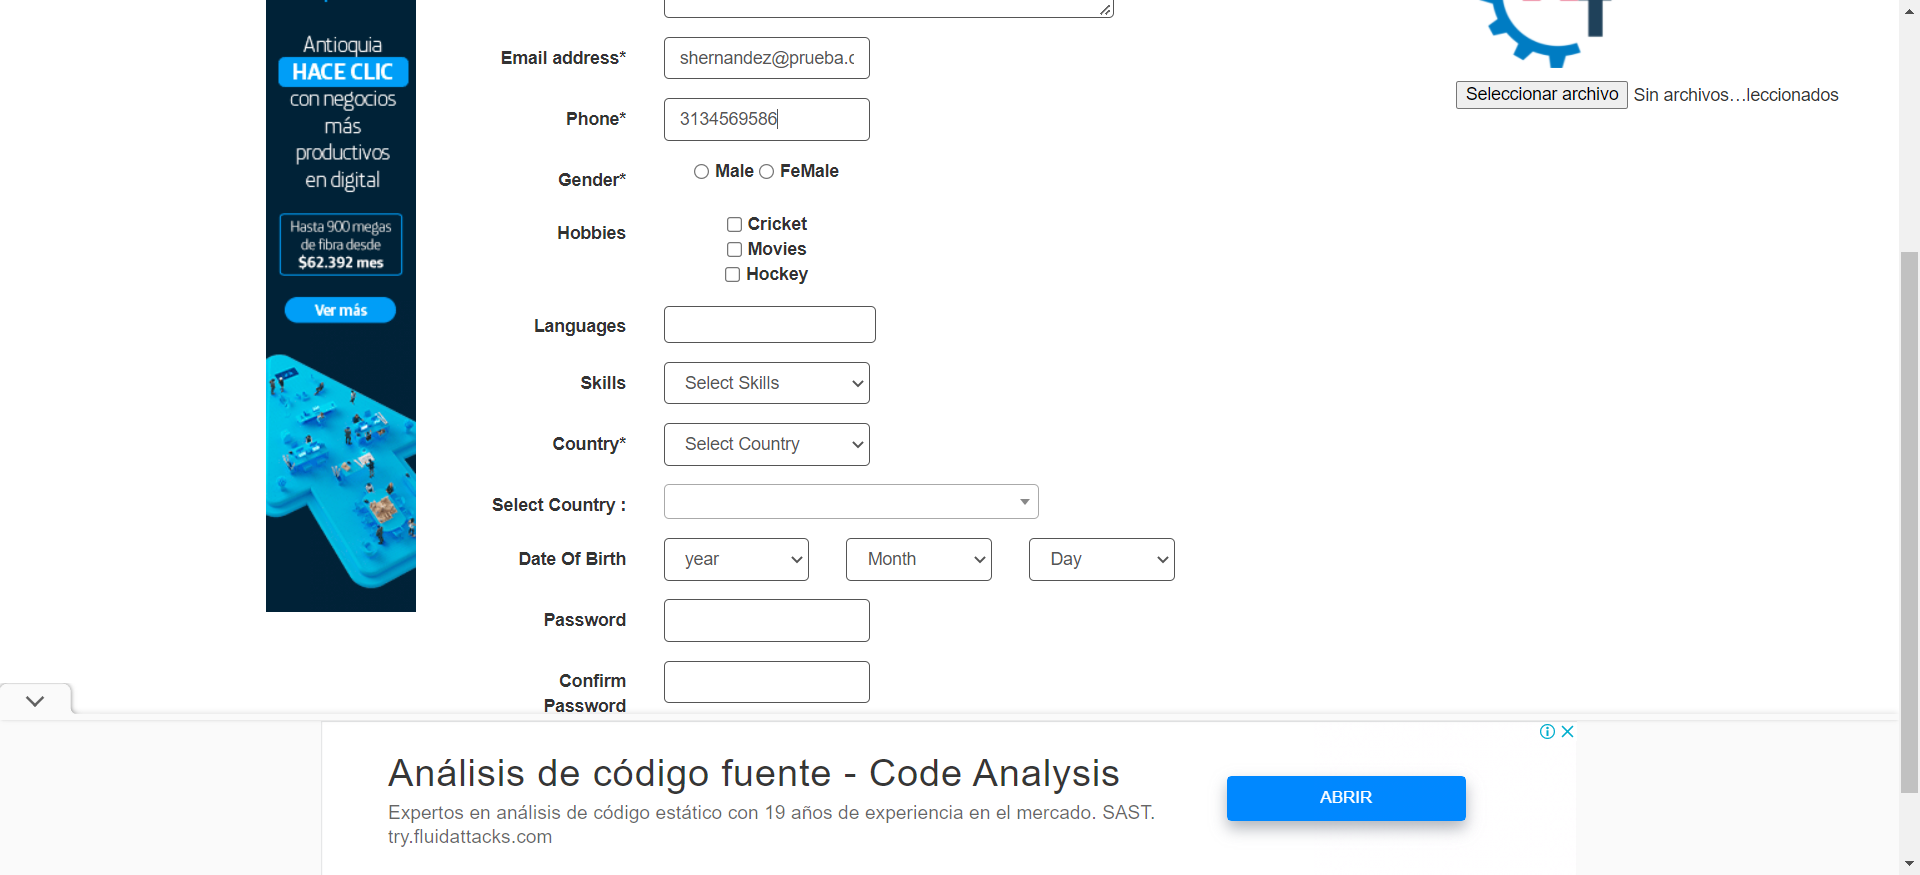 Antioquia
HACE CLIC
con negocios
más
productivos
en digital
Hasta 900 megas
de fibra desde
$62.392 mes
Ver más
Email address*
shernandez@prueba.c
Phone*
3134569586
Gender*
Male FeMale
Hobbies
Cricket
Movies
Hockey
Languages
Skills
Select Skills
Country*
Select Country
Select Country :
Date Of Birth
year Month Day
Password
Confirm
Password
Seleccionar archivo Sin archivos…leccionados
Análisis de código fuente - Code Analysis
Expertos en análisis de código estático con 19 años de experiencia en el mercado. SAST.
try.fluidattacks.com
ABRIR